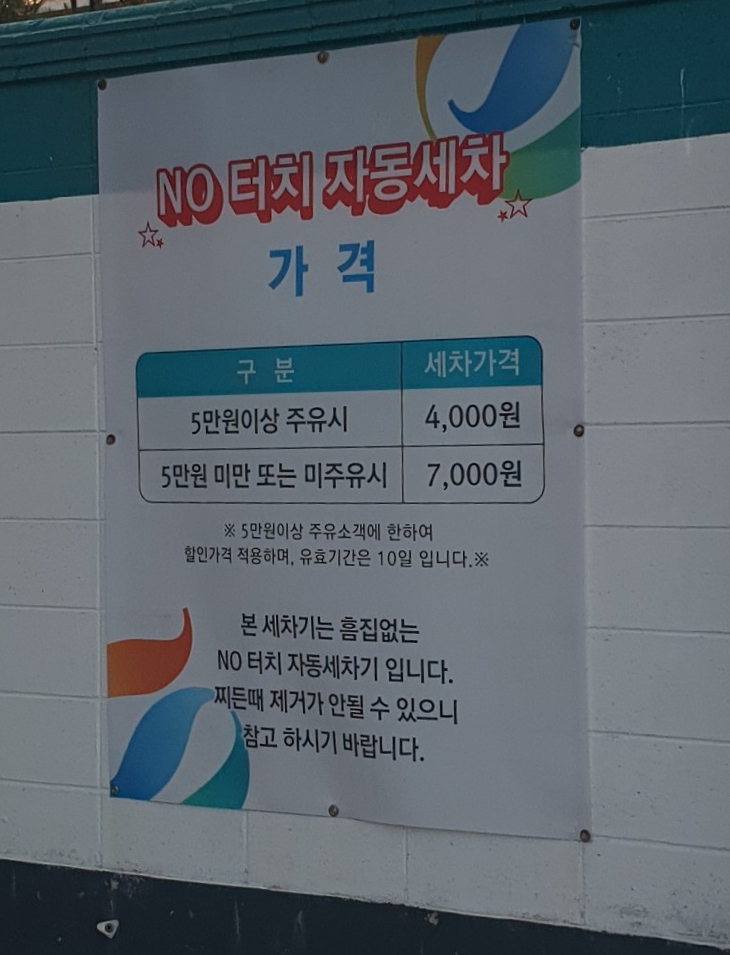 NO 터치 자동세차
가 격
구 분 세차가격
5만원이상 주유시 4,000원
5만원 미만 또는 미주유시 7,000원
※ 5만원이상 주유소객에 한하여
할인가격 적용하며, 유효기간은 10일 입니다.※
본 세차기는 흠집없는
NO 터치 자동세차기 입니다.
찌든때 제거가 안될 수 있으니
참고 하시기 바랍니다.